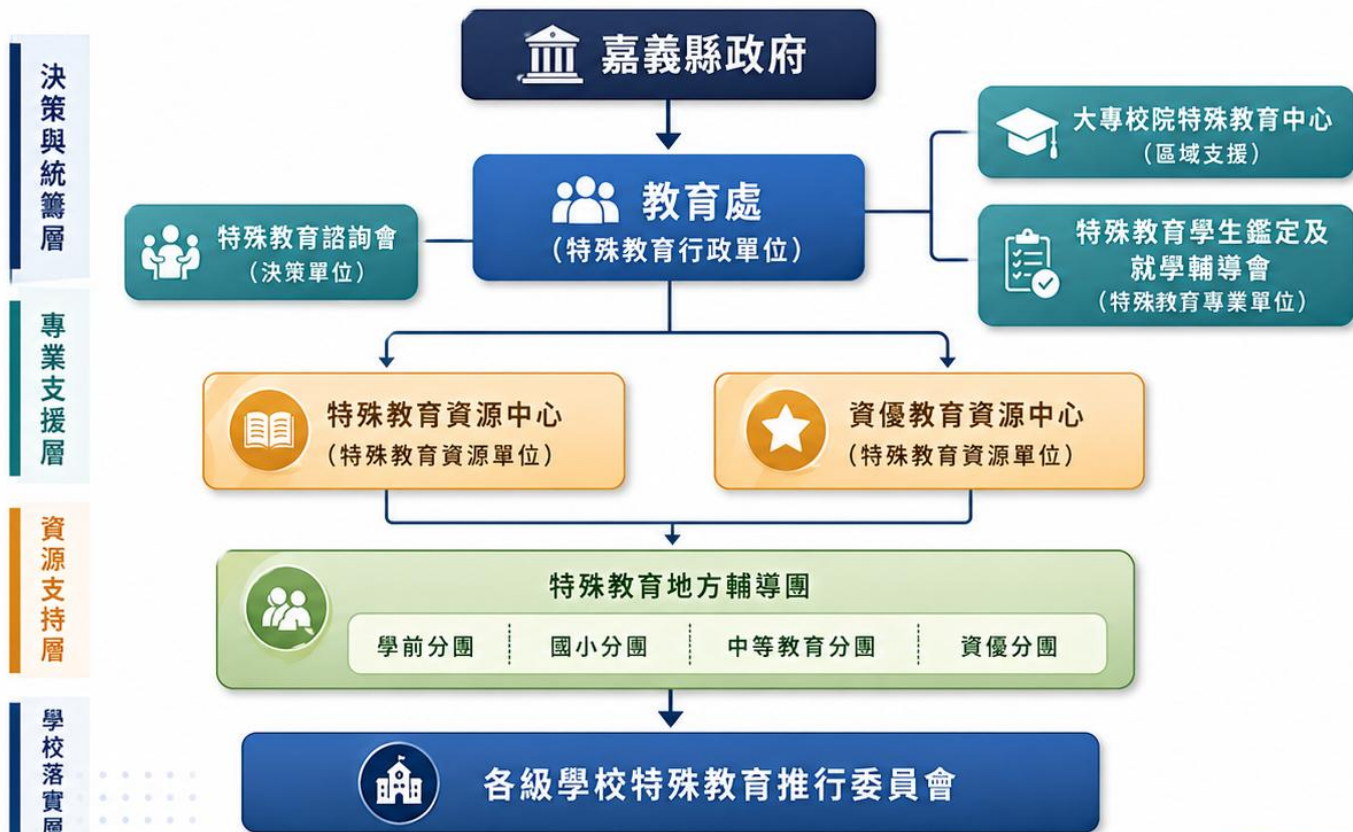 決策與統籌層
專業支援層
資源支持層
學校落實層
嘉義縣政府
教育處
(特殊教育行政單位)
特殊教育諮詢會
(決策單位)
大專校院特殊教育中心
(區域支援)
特殊教育學生鑑定及
就學輔導會
(特殊教育專業單位)
特殊教育資源中心
(特殊教育資源單位)
資優教育資源中心
(特殊教育資源單位)
特殊教育地方輔導團
學前分團 國小分團 中等教育分團 資優分團
各級學校特殊教育推行委員會